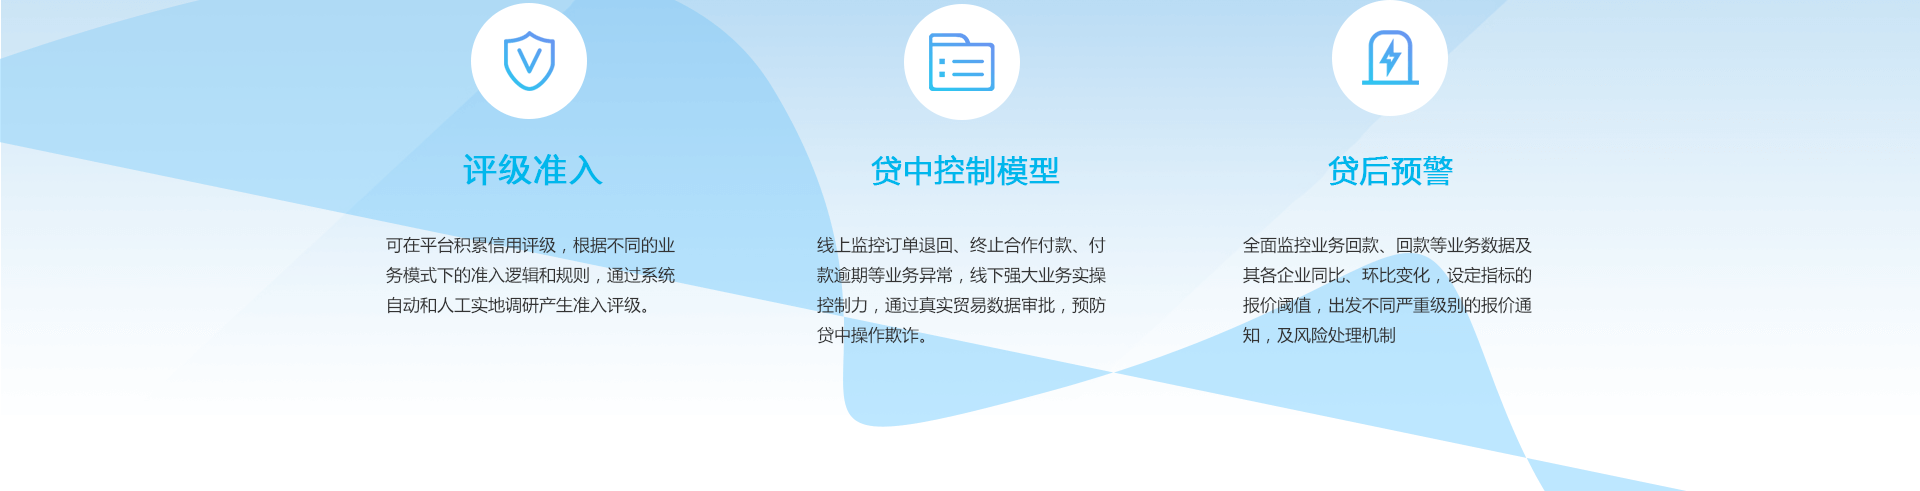 评级准入
可在平台积累信用评级，根据不同的业
务模式下的准入逻辑和规则，通过系统
自动和人工实地调研产生准入评级。
贷中控制模型
线上监控订单退回、终止合作付款、付
款逾期等业务异常，线下强大业务实操
控制力，通过真实贸易数据审批，预防
贷中操作欺诈。
贷后预警
全面监控业务回款、回款等业务数据及
其各企业同比、环比变化，设定指标的
报价阈值，出发不同严重级别的报价通
知，及风险处理机制